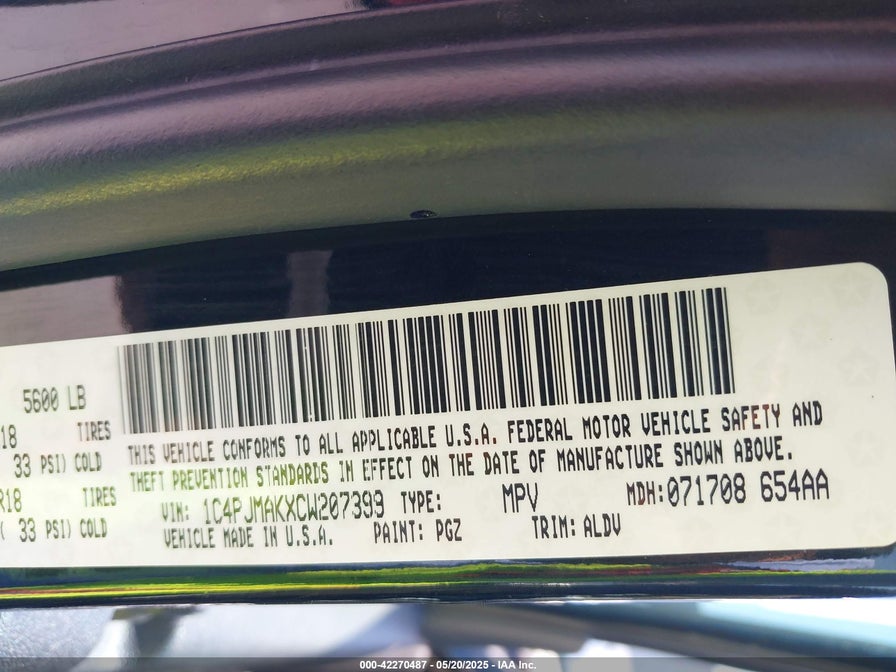 5600 LB
18 TIRES
33 PSI) COLD
R18 TIRES
( 33 PSI) COLD
THIS VEHICLE CONFORMS TO ALL APPLICABLE U.S.A. FEDERAL MOTOR VEHICLE SAFETY AND
THEFT PREVENTION STANDARDS IN EFFECT ON THE DATE OF MANUFACTURE SHOWN ABOVE.
VIN: 1C4PJMAKXCW207399 TYPE: MPV MDH:071708 654AA
VEHICLE MADE IN U.S.A. PAINT: PGZ TRIM: ALDV
000-42270487 - 05/20/2025 - IAA Inc.